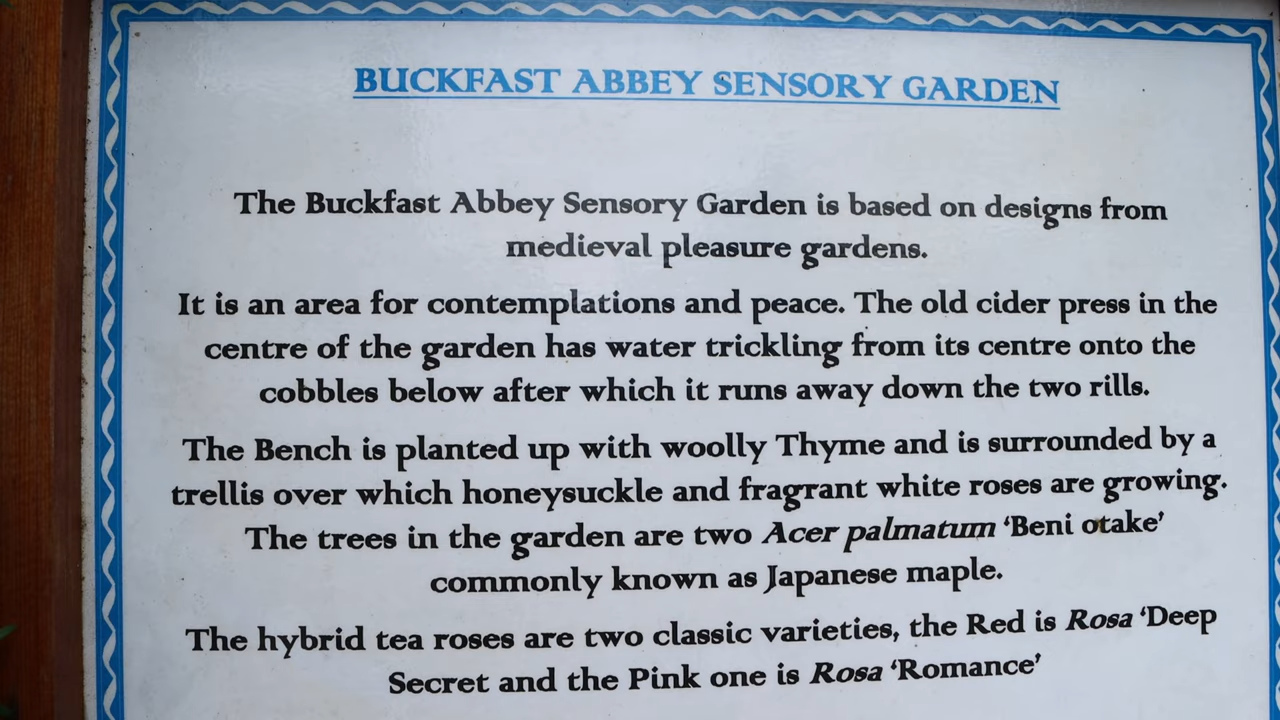 BUCKFAST ABBEY SENSORY GARDEN
The Buckfast Abbey Sensory Garden is based on designs from
medieval pleasure gardens.
It is an area for contemplations and peace. The old cider press in the
centre of the garden has water trickling from its centre onto the
cobbles below after which it runs away down the two rills.
The Bench is planted up with woolly Thyme and is surrounded by a
trellis over which honeysuckle and fragrant white roses are growing.
The trees in the garden are two Acer palmatum ‘Beni otake’
commonly known as Japanese maple.
The hybrid tea roses are two classic varieties, the Red is Rosa ‘Deep
Secret and the Pink one is Rosa ‘Romance’